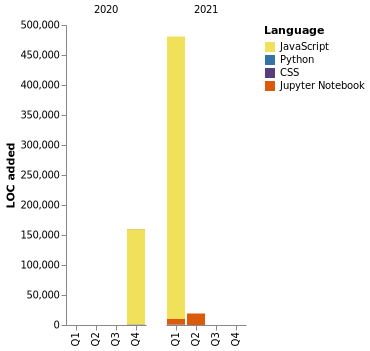 2020 2021
Language
JavaScript
Python
CSS
Jupyter Notebook
LOC added
500,000
450,000
400,000
350,000
300,000
250,000
200,000
150,000
100,000
50,000
0
Q1 Q2 Q3 Q4 Q1 Q2 Q3 Q4